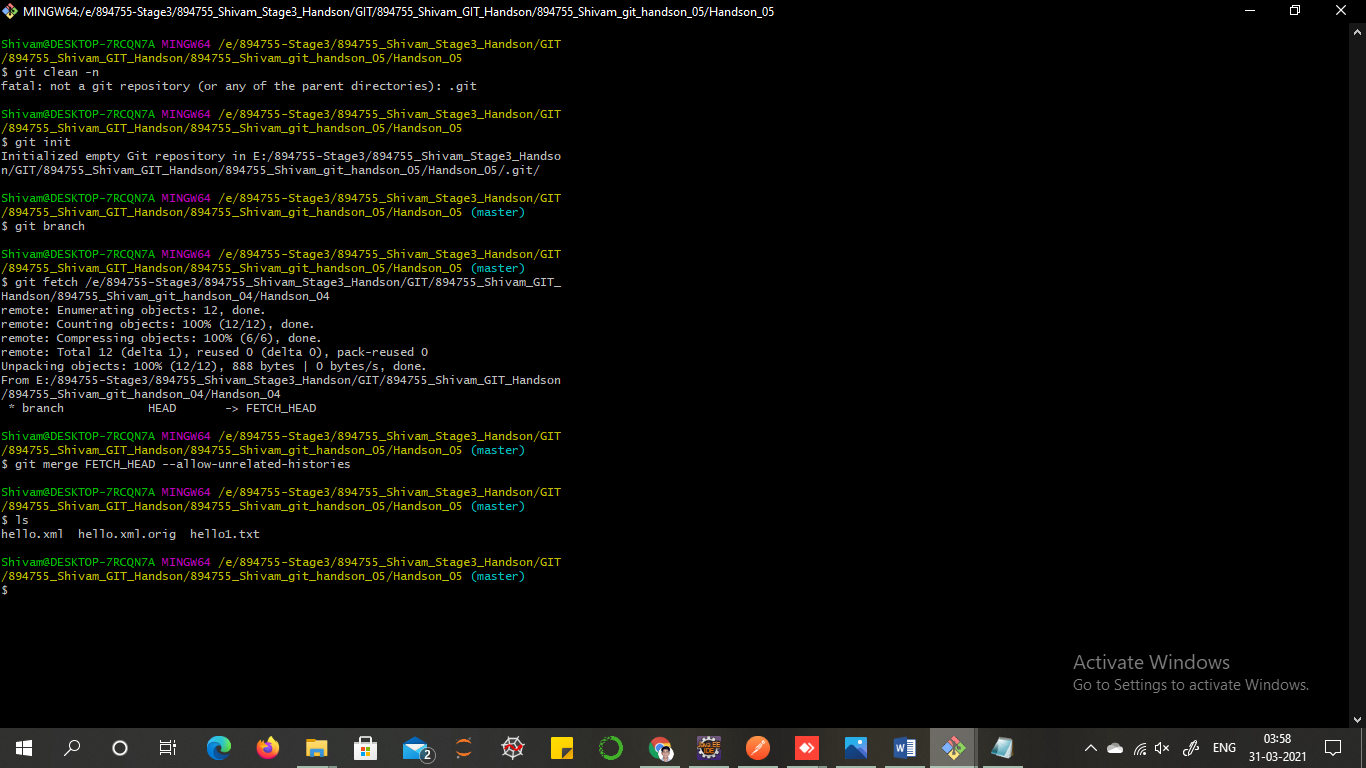 MINGW64:/e/894755-Stage3/894755_Shivam_Stage3_Handson/GIT/894755_Shivam_GIT_Handson/894755_Shivam_git_handson_05/Handson_05
Shivam@DESKTOP-7RCQN7A MINGW64 /e/894755-Stage3/894755_Shivam_Stage3_Handson/GIT
/894755_Shivam_GIT_Handson/894755_Shivam_git_handson_05/Handson_05
$ git clean -n
fatal: not a git repository (or any of the parent directories): .git
Shivam@DESKTOP-7RCQN7A MINGW64 /e/894755-Stage3/894755_Shivam_Stage3_Handson/GIT
/894755_Shivam_GIT_Handson/894755_Shivam_git_handson_05/Handson_05
$ git init
Initialized empty Git repository in E:/894755-Stage3/894755_Shivam_Stage3_Handso
n/GIT/894755_Shivam_GIT_Handson/894755_Shivam_git_handson_05/Handson_05/.git/
Shivam@DESKTOP-7RCQN7A MINGW64 /e/894755-Stage3/894755_Shivam_Stage3_Handson/GIT
/894755_Shivam_GIT_Handson/894755_Shivam_git_handson_05/Handson_05 (master)
$ git branch
Shivam@DESKTOP-7RCQN7A MINGW64 /e/894755-Stage3/894755_Shivam_Stage3_Handson/GIT
/894755_Shivam_GIT_Handson/894755_Shivam_git_handson_05/Handson_05 (master)
$ git fetch /e/894755-Stage3/894755_Shivam_Stage3_Handson/GIT/894755_Shivam_GIT_
Handson/894755_Shivam_git_handson_04/Handson_04
remote: Enumerating objects: 12, done.
remote: Counting objects: 100% (12/12), done.
remote: Compressing objects: 100% (6/6), done.
remote: Total 12 (delta 1), reused 0 (delta 0), pack-reused 0
Unpacking objects: 100% (12/12), 888 bytes | 0 bytes/s, done.
From E:/894755-Stage3/894755_Shivam_Stage3_Handson/GIT/894755_Shivam_GIT_Handson
/894755_Shivam_git_handson_04/Handson_04
 * branch            HEAD       -> FETCH_HEAD
Shivam@DESKTOP-7RCQN7A MINGW64 /e/894755-Stage3/894755_Shivam_Stage3_Handson/GIT
/894755_Shivam_GIT_Handson/894755_Shivam_git_handson_05/Handson_05 (master)
$ git merge FETCH_HEAD --allow-unrelated-histories
Shivam@DESKTOP-7RCQN7A MINGW64 /e/894755-Stage3/894755_Shivam_Stage3_Handson/GIT
/894755_Shivam_GIT_Handson/894755_Shivam_git_handson_05/Handson_05 (master)
$ ls
hello.xml  hello.xml.orig  hello1.txt
Shivam@DESKTOP-7RCQN7A MINGW64 /e/894755-Stage3/894755_Shivam_Stage3_Handson/GIT
/894755_Shivam_GIT_Handson/894755_Shivam_git_handson_05/Handson_05 (master)
$
Activate Windows
Go to Settings to activate Windows.
2
Java EE
IDE
ENG
03:58
31-03-2021